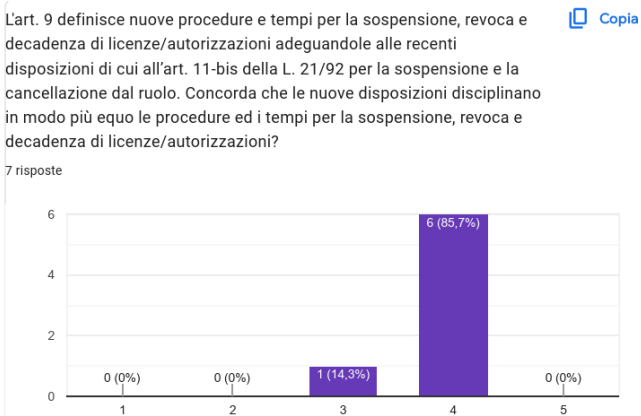 L'art. 9 definisce nuove procedure e tempi per la sospensione, revoca e
Copia
decadenza di licenze/autorizzazioni adeguandole alle recenti
disposizioni di cui all'art. 11-bis della L. 21/92 per la sospensione e la
cancellazione dal ruolo. Concorda che le nuove disposizioni disciplinano
in modo più equo le procedure ed i tempi per la sospensione, revoca e
decadenza di licenze/autorizzazioni?
7 risposte
6
6 (85,7%)
4
2
0 (0%)
0 (0%)
1 (14,3%)
0 (0%)
0
1
2
3
4
5